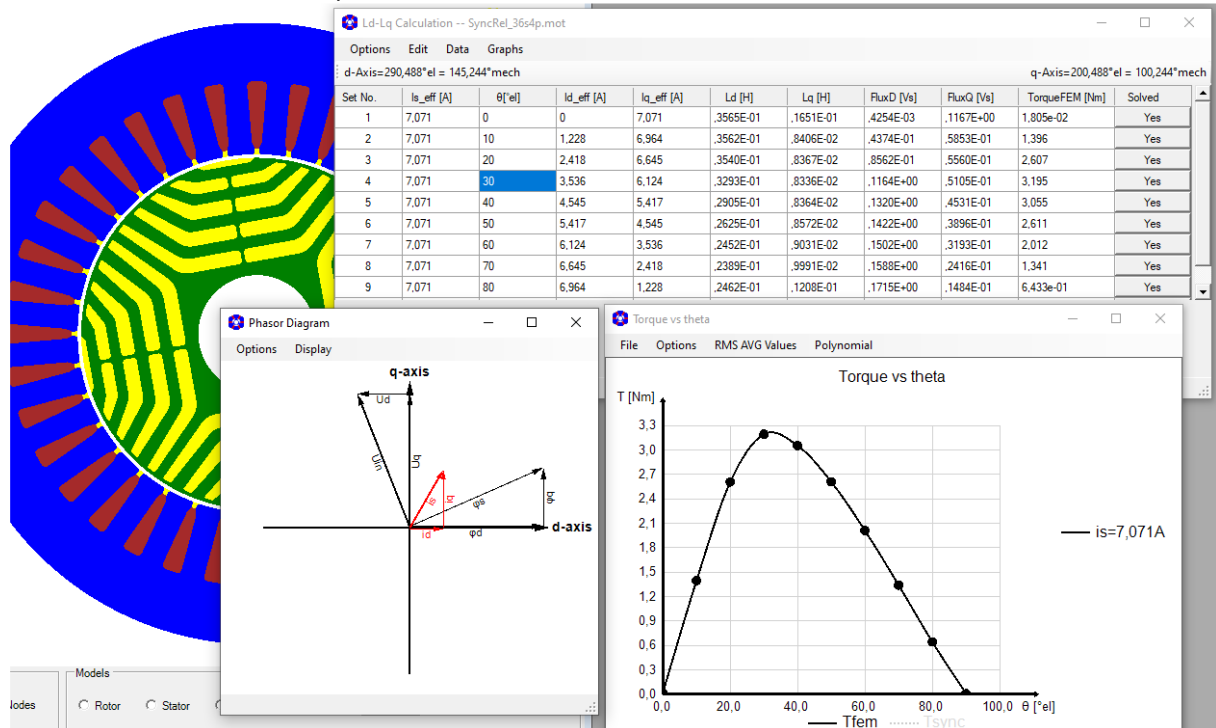 Ld-Lq Calculation -- SyncRel_36s4p.mot
Options Edit Data Graphs
d-Axis=290,488°el = 145,244°mech q-Axis=200,488°el = 100,244°mech
Set No. Is_eff [A] θ[°el] Id_eff [A] Iq_eff [A] Ld [H] Lq [H] FluxD [Vs] FluxQ [Vs] TorqueFEM [Nm] Solved
1 7,071 0 0 7,071 ,3565E-01 ,1651E-01 ,4254E-03 ,1167E+00 1,805e-02 Yes
2 7,071 10 1,228 6,964 ,3562E-01 ,8406E-02 ,4374E-01 ,5853E-01 1,396 Yes
3 7,071 20 2,418 6,645 ,3540E-01 ,8367E-02 ,8562E-01 ,5560E-01 2,607 Yes
4 7,071 30 3,536 6,124 ,3293E-01 ,8336E-02 ,1164E+00 ,5105E-01 3,195 Yes
5 7,071 40 4,545 5,417 ,2905E-01 ,8364E-02 ,1320E+00 ,4531E-01 3,055 Yes
6 7,071 50 5,417 4,545 ,2625E-01 ,8572E-02 ,1422E+00 ,3896E-01 2,611 Yes
7 7,071 60 6,124 3,536 ,2452E-01 ,9031E-02 ,1502E+00 ,3193E-01 2,012 Yes
8 7,071 70 6,645 2,418 ,2389E-01 ,9991E-02 ,1588E+00 ,2416E-01 1,341 Yes
9 7,071 80 6,964 1,228 ,2462E-01 ,1208E-01 ,1715E+00 ,1484E-01 6,433e-01 Yes
Phasor Diagram
Options Display
q-axis
Ud
Uin
Uq
is
iq
φs
φq
id
φd
d-axis
Torque vs theta
File Options RMS AVG Values Polynomial
Torque vs theta
T [Nm]
3,3
3,0
2,7
2,4
2,1
1,8
1,5
1,2
0,9
0,6
0,3
0,0
0,0 20,0 40,0 60,0 80,0 100,0 θ [°el]
is=7,071A
Tfem Tsync
Models
Nodes
Rotor Stator